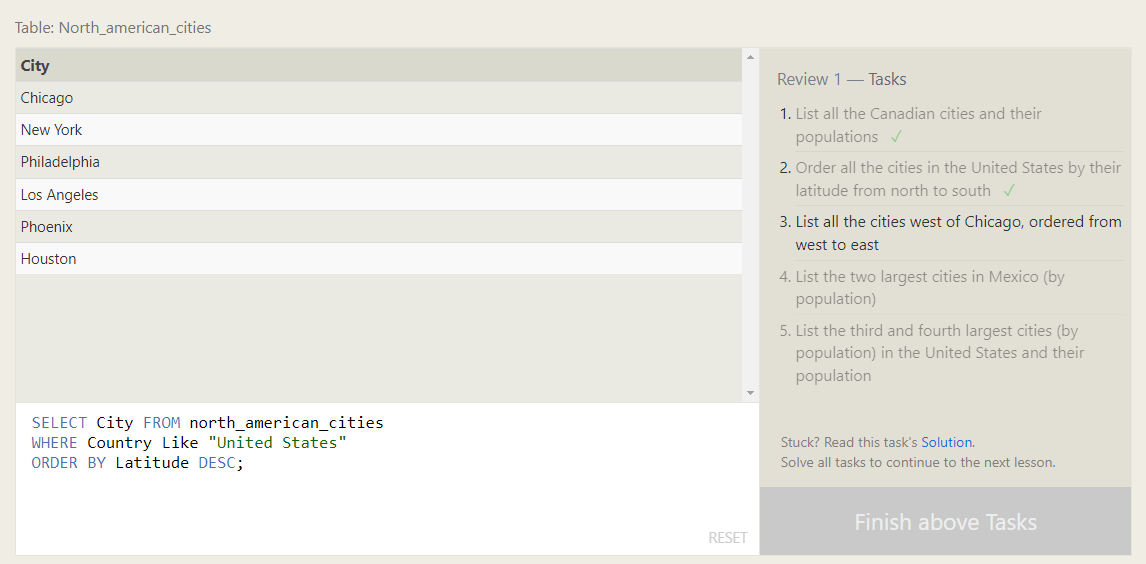 Table: North_american_cities
City
Chicago
New York
Philadelphia
Los Angeles
Phoenix
Houston
SELECT City FROM north_american_cities
WHERE Country Like "United States"
ORDER BY Latitude DESC;
RESET
Review 1 — Tasks
1. List all the Canadian cities and their
populations ✓
2. Order all the cities in the United States by their
latitude from north to south ✓
3. List all the cities west of Chicago, ordered from
west to east
4. List the two largest cities in Mexico (by
population)
5. List the third and fourth largest cities (by
population) in the United States and their
population
Stuck? Read this task's Solution.
Solve all tasks to continue to the next lesson.
Finish above Tasks